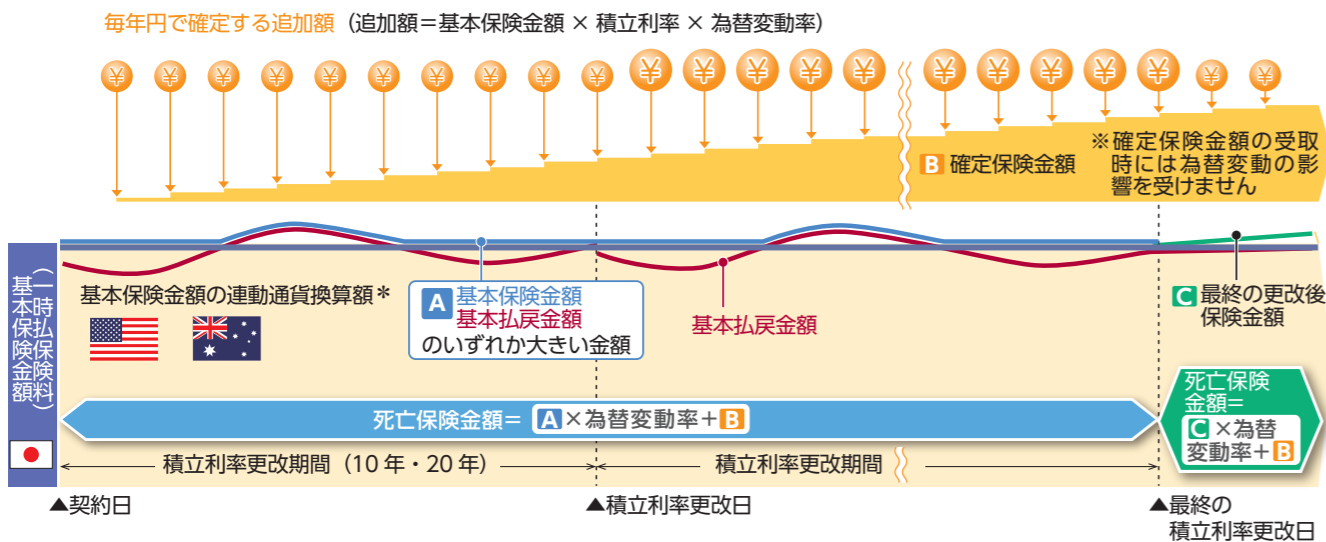 毎年円で確定する追加額（追加額＝基本保険金額 × 積立利率 × 為替変動率）
¥ ¥ ¥ ¥ ¥ ¥ ¥ ¥ ¥ ¥ ¥ ¥ ¥ ¥ ¥ ¥ ¥ ¥ ¥ ¥ ¥ ¥
B 確定保険金額
※確定保険金額の受取
時には為替変動の影
響を受けません
基本保険金額
（一時払保険料）
基本保険金額の連動通貨換算額＊
A 基本保険金額
基本払戻金額
のいずれか大きい金額
基本払戻金額
C 最終の更改後
保険金額
死亡保険金額＝ A×為替変動率＋B
死亡保険
金額＝
C×為替
変動率＋B
積立利率更改期間（10年・20年）
積立利率更改期間
▲契約日
▲積立利率更改日
▲最終の
積立利率更改日